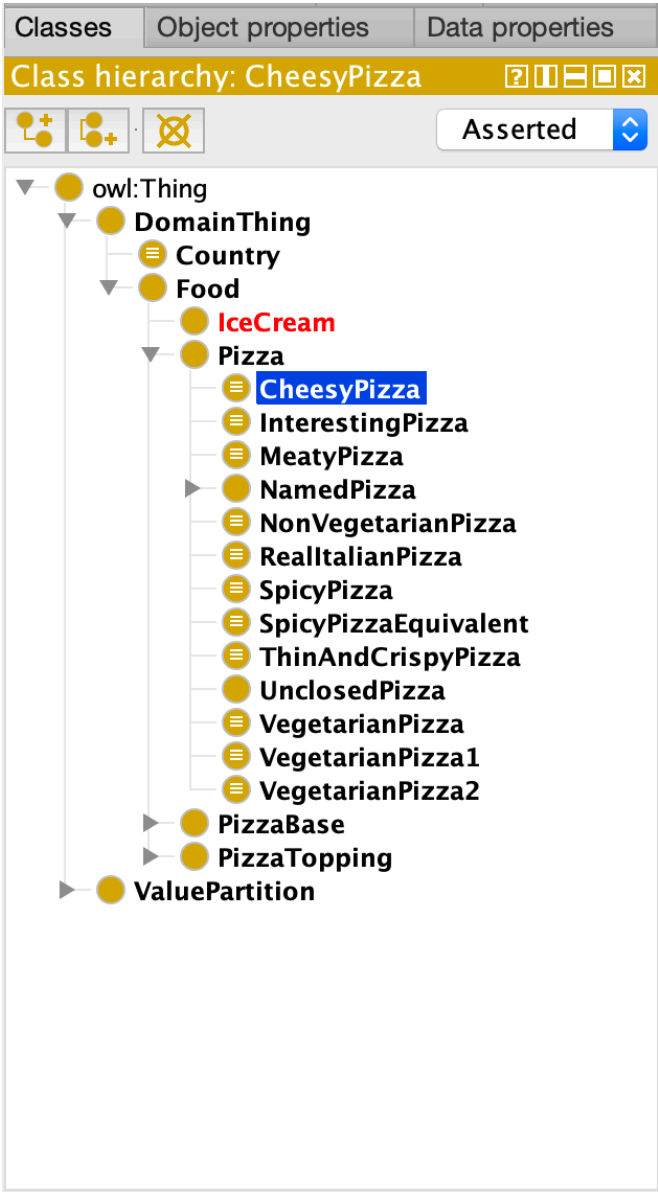 Classes Object properties Data properties
Class hierarchy: CheesyPizza
Asserted
owl:Thing
DomainThing
Country
Food
IceCream
Pizza
CheesyPizza
InterestingPizza
MeatyPizza
NamedPizza
NonVegetarianPizza
RealItalianPizza
SpicyPizza
SpicyPizzaEquivalent
ThinAndCrispyPizza
UnclosedPizza
VegetarianPizza
VegetarianPizza1
VegetarianPizza2
PizzaBase
PizzaTopping
ValuePartition